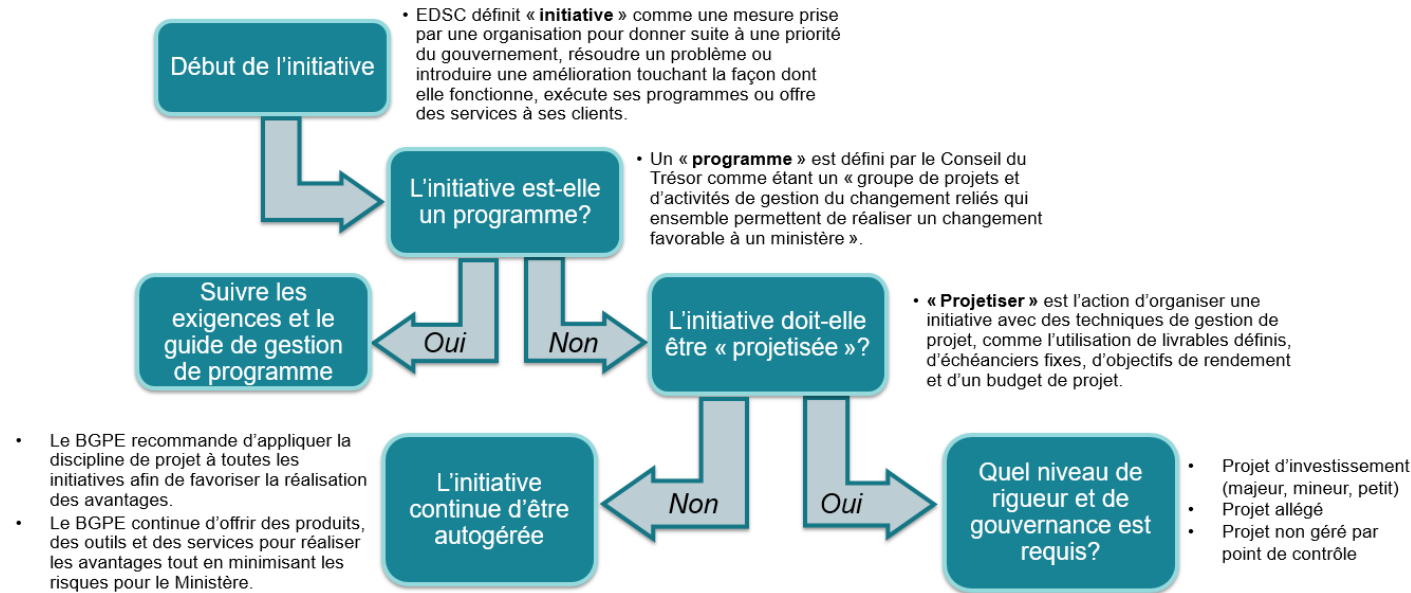 Début de l’initiative
• EDSC définit « initiative » comme une mesure prise
par une organisation pour donner suite à une priorité
du gouvernement, résoudre un problème ou
introduire une amélioration touchant la façon dont
elle fonctionne, exécute ses programmes ou offre
des services à ses clients.
L’initiative est-elle
un programme?
• Un « programme » est défini par le Conseil du
Trésor comme étant un « groupe de projets et
d’activités de gestion du changement reliés qui
ensemble permettent de réaliser un changement
favorable à un ministère ».
Suivre les
exigences et le
guide de gestion
de programme
Oui
Non
L’initiative doit-elle
être « projetisée »?
• « Projetiser » est l’action d’organiser une
initiative avec des techniques de gestion de
projet, comme l’utilisation de livrables définis,
d’échéanciers fixes, d’objectifs de rendement
et d’un budget de projet.
• Le BGPE recommande d’appliquer la
discipline de projet à toutes les
initiatives afin de favoriser la réalisation
des avantages.
• Le BGPE continue d’offrir des produits,
des outils et des services pour réaliser
les avantages tout en minimisant les
risques pour le Ministère.
L’initiative
continue d’être
autogérée
Non
Oui
Quel niveau de
rigueur et de
gouvernance est
requis?
• Projet d’investissement
(majeur, mineur, petit)
• Projet allégé
• Projet non géré par
point de contrôle